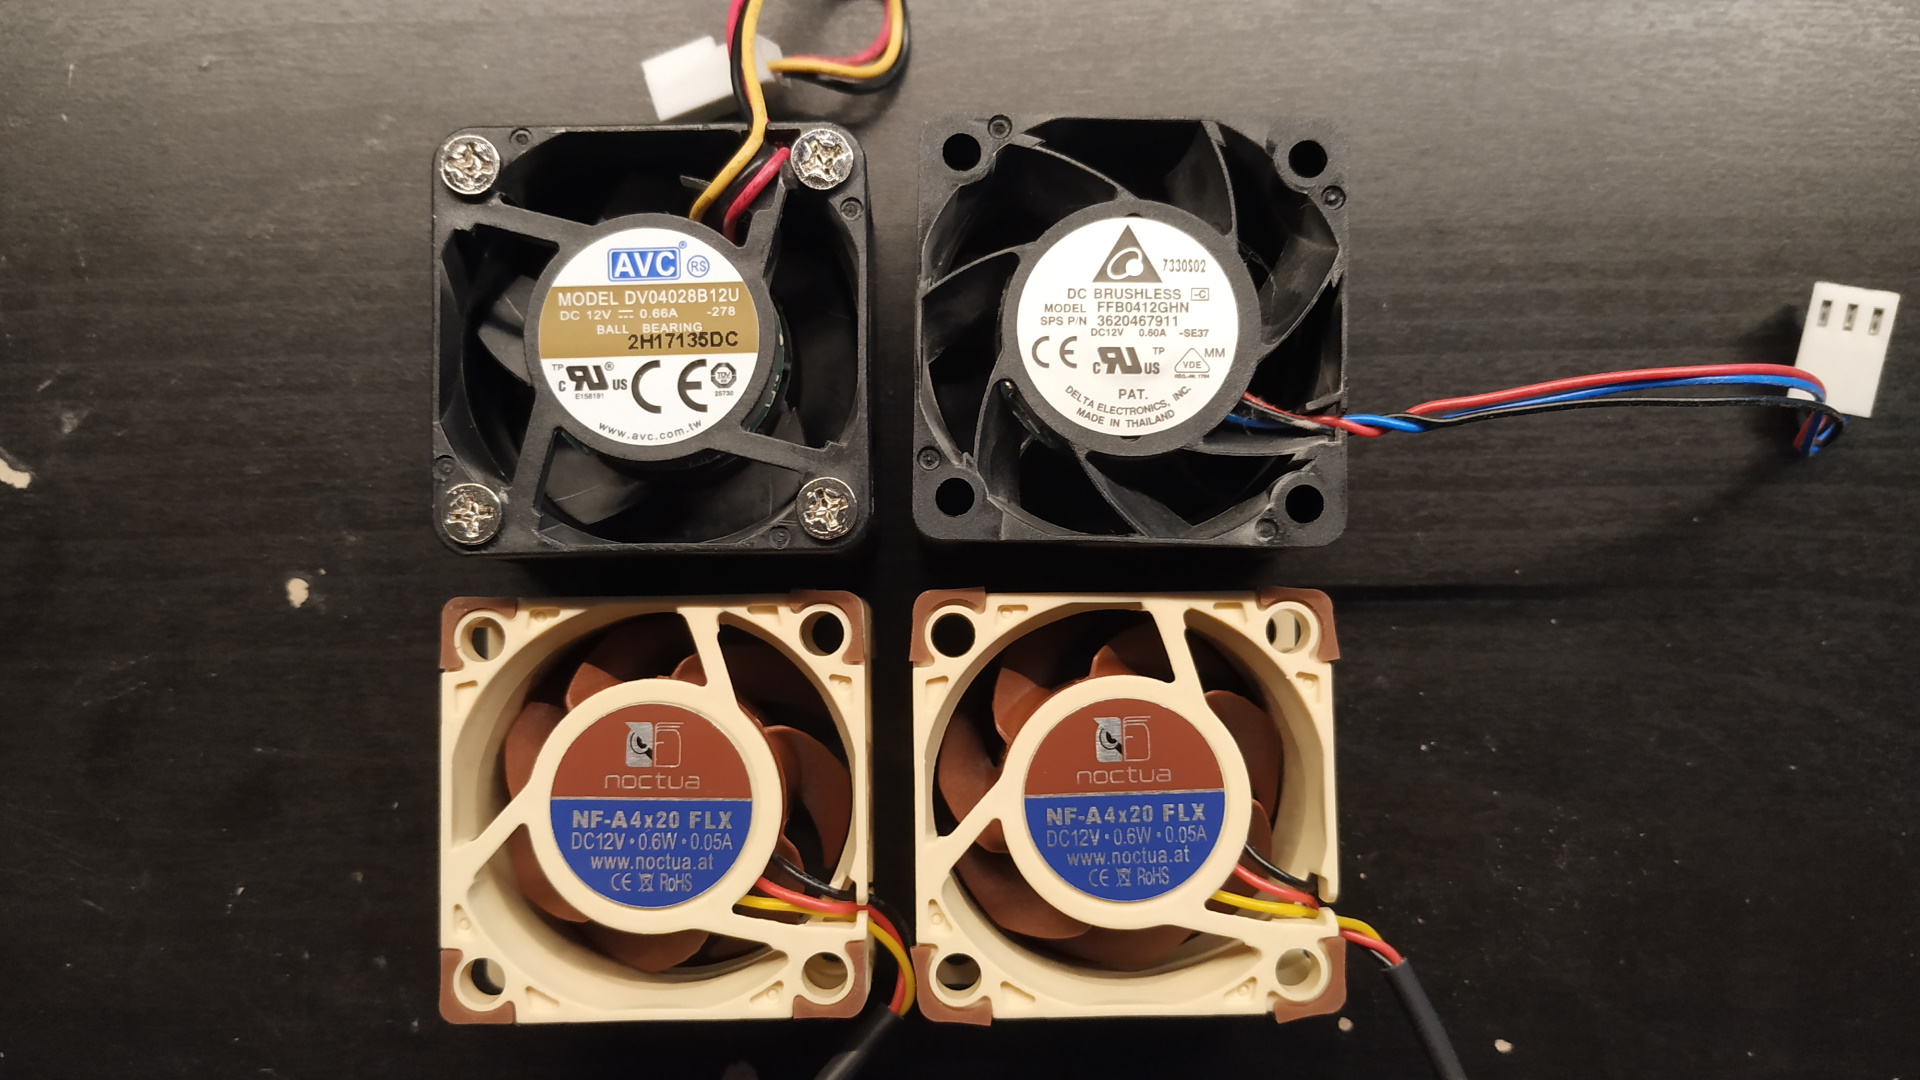 AVC ® RS
MODEL DV04028B12U
DC 12V ⎓ 0.66A -278
BALL BEARING
2H17135DC
TP
C RU ® US CE
E158191
www.avc.com.tw
7330S02
DC BRUSHLESS -C
MODEL FFB0412GHN
SPS P/N 3620467911
DC12V 0.60A -SE37
CE C RU US TP VDE MM
PAT.
DELTA ELECTRONICS, INC.
MADE IN THAILAND
noctua
NF-A4x20 FLX
DC12V • 0.6W • 0.05A
www.noctua.at
CE RoHS
noctua
NF-A4x20 FLX
DC12V • 0.6W • 0.05A
www.noctua.at
CE RoHS